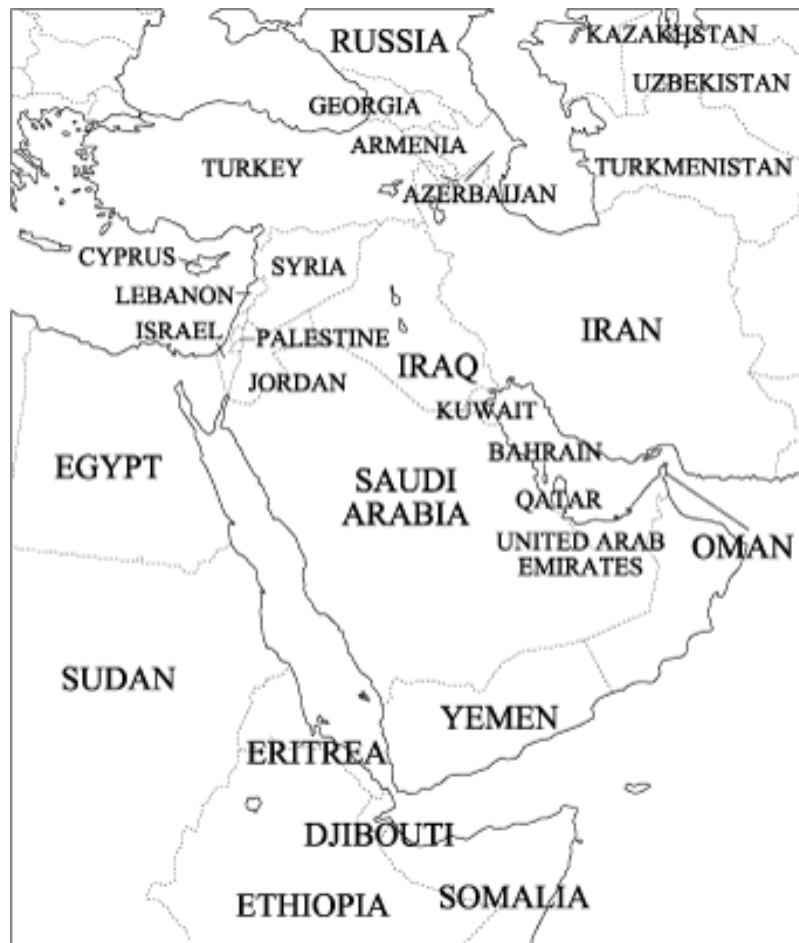 RUSSIA
KAZAKHSTAN
UZBEKISTAN
GEORGIA
ARMENIA
TURKEY
TURKMENISTAN
AZERBAIJAN
CYPRUS
SYRIA
LEBANON
ISRAEL
PALESTINE
IRAN
IRAQ
JORDAN
KUWAIT
BAHRAIN
EGYPT
SAUDI
ARABIA
QATAR
UNITED ARAB
EMIRATES
OMAN
SUDAN
YEMEN
ERITREA
DJIBOUTI
ETHIOPIA
SOMALIA